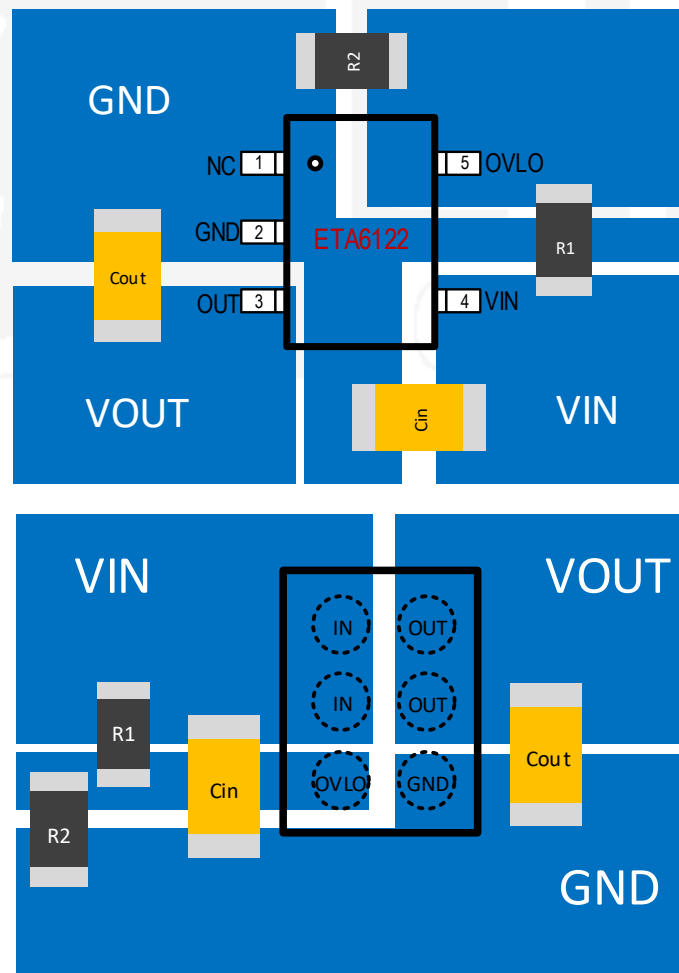 R2
GND
NC 1
5 OVLO
GND 2
ETA6122
R1
Cout
OUT 3
4 VIN
VOUT
Cin
VIN
VIN
VOUT
IN
OUT
IN
OUT
R1
Cout
OVLO
GND
Cin
R2
GND